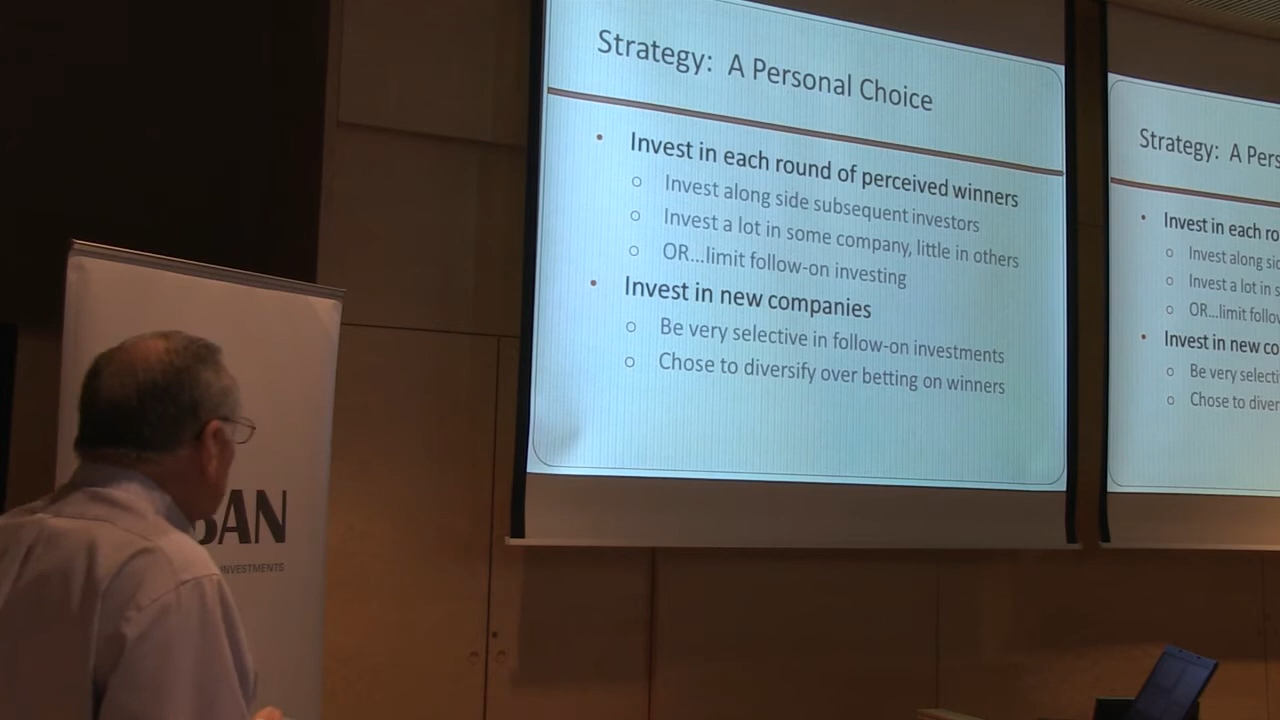 Strategy: A Personal Choice
• Invest in each round of perceived winners
o Invest along side subsequent investors
o Invest a lot in some company, little in others
o OR...limit follow-on investing
• Invest in new companies
o Be very selective in follow-on investments
o Chose to diversify over betting on winners
Strategy: A Pers
• Invest in each ro
o Invest along sid
o Invest a lot in s
o OR...limit follow
• Invest in new co
o Be very selecti
o Chose to diver
BAN
INVESTMENTS